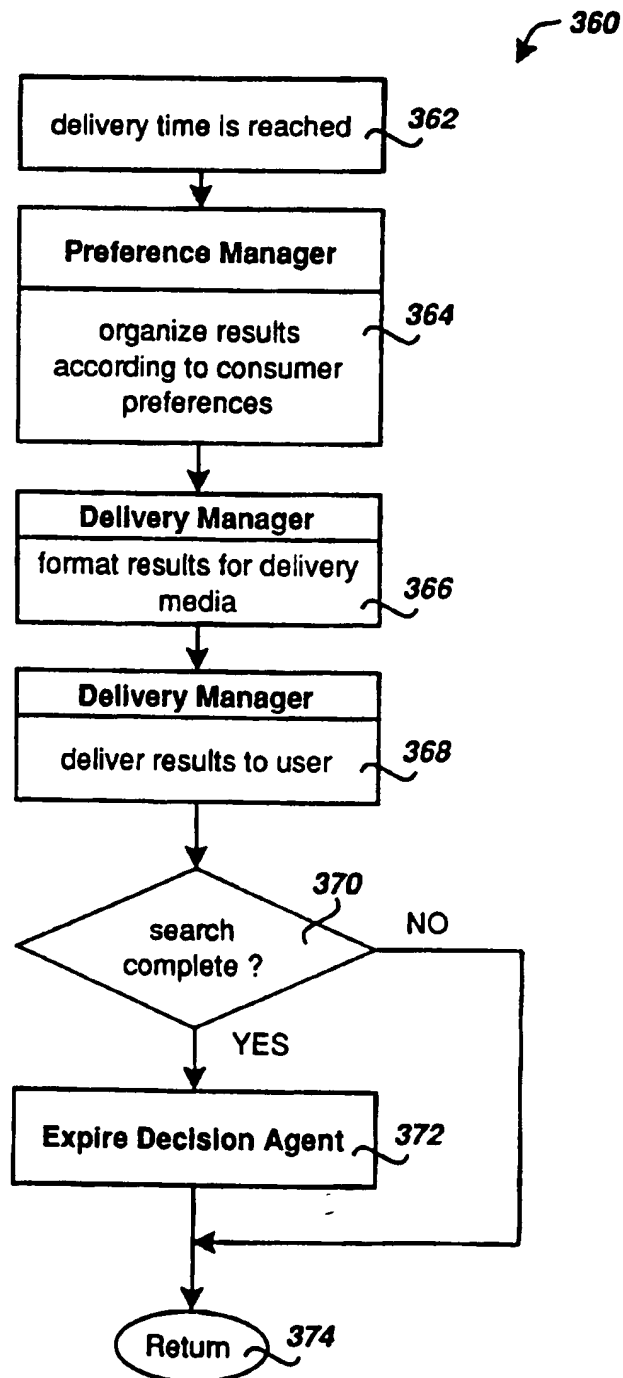 360
delivery time is reached
362
Preference Manager
organize results
according to consumer
preferences
364
Delivery Manager
format results for delivery
media
366
Delivery Manager
deliver results to user
368
search
complete ?
370
NO
YES
Expire Decision Agent
372
Return
374